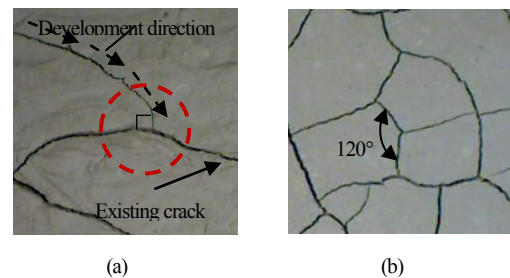 Development direction
Existing crack
(a)
120°
(b)